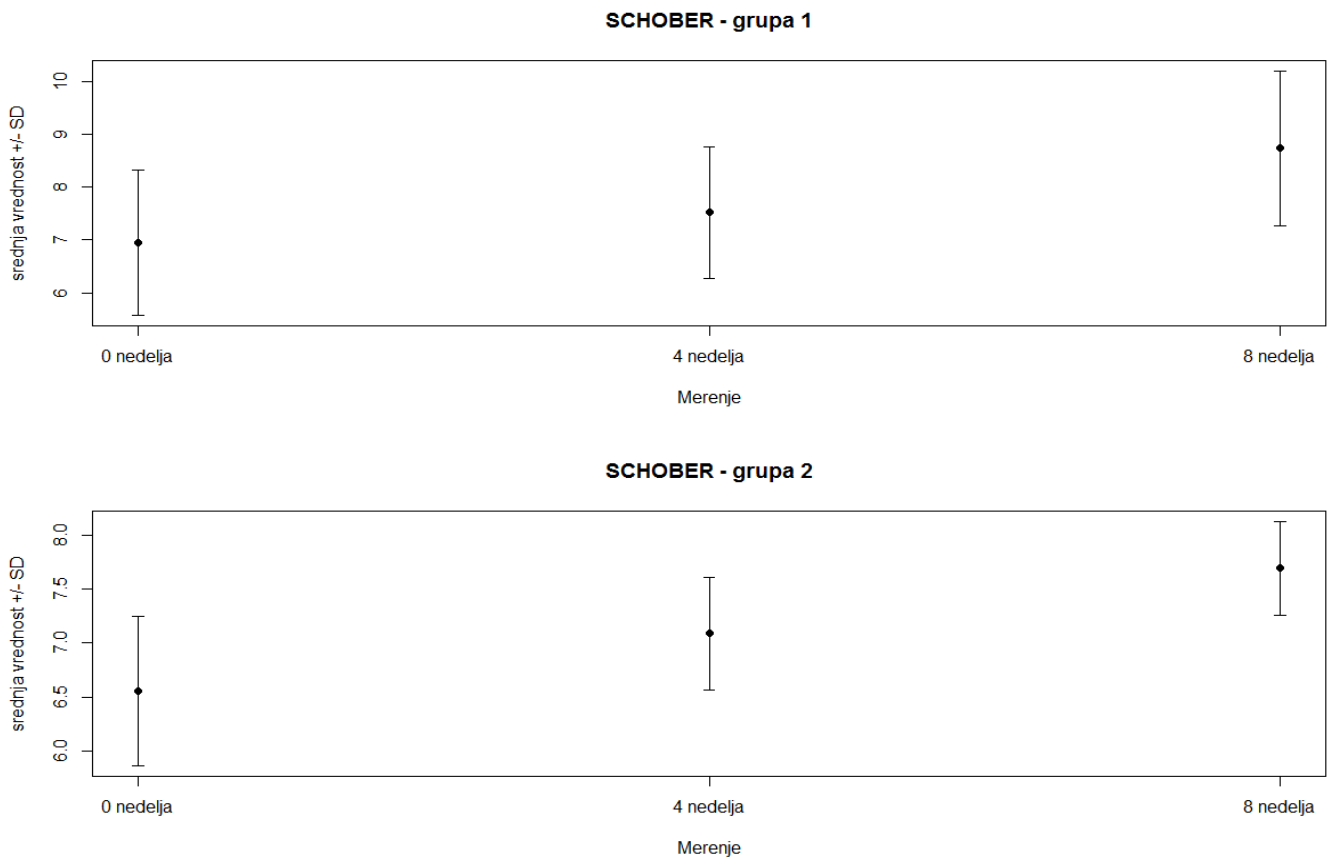 SCHOBER - grupa 1
srednja vrednost +/- SD
10
9
8
7
6
0 nedelja 4 nedelja 8 nedelja
Merenje
SCHOBER - grupa 2
srednja vrednost +/- SD
8.0
7.5
7.0
6.5
6.0
0 nedelja 4 nedelja 8 nedelja
Merenje